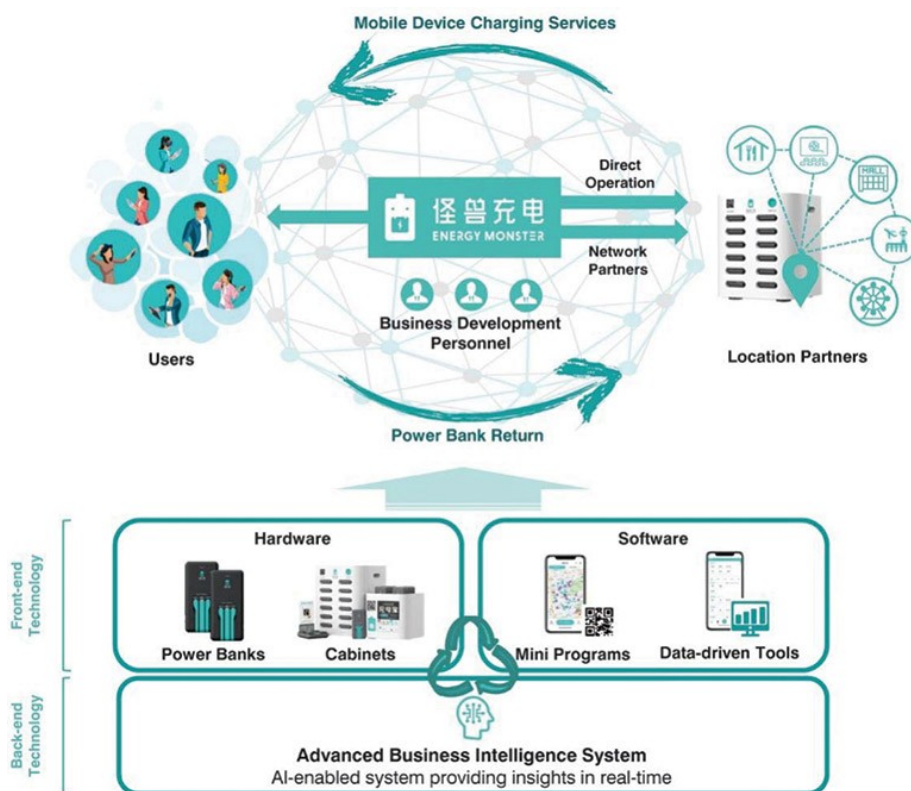 Mobile Device Charging Services
Direct
Operation
HALL
怪兽充电
ENERGY MONSTER
Network
Partners
Business Development
Personnel
Users
Location Partners
Power Bank Return
Front-end
Technology
Hardware
Software
Power Banks
Cabinets
Mini Programs
Data-driven Tools
Back-end
Technology
Advanced Business Intelligence System
AI-enabled system providing insights in real-time